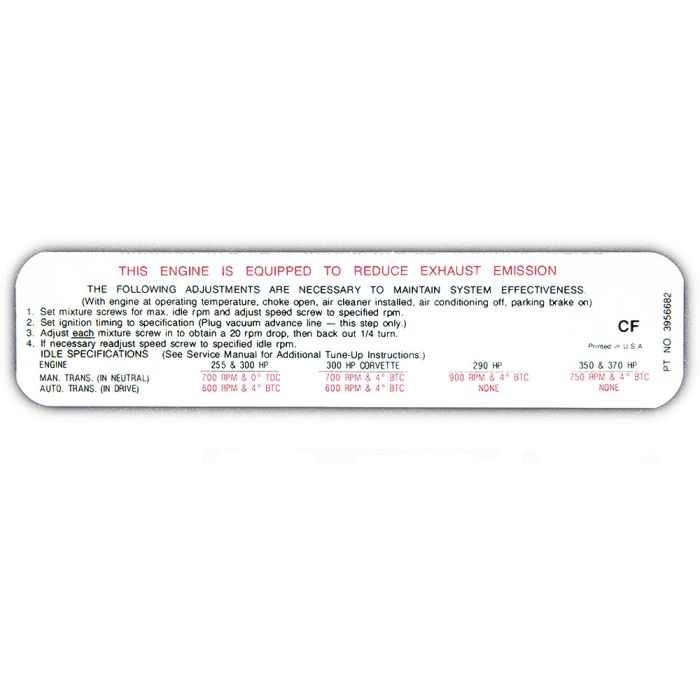 THIS ENGINE IS EQUIPPED TO REDUCE EXHAUST EMISSION
THE FOLLOWING ADJUSTMENTS ARE NECESSARY TO MAINTAIN SYSTEM EFFECTIVENESS.
(With engine at operating temperature, choke open, air cleaner installed, air conditioning off, parking brake on)
1. Set mixture screws for max. idle rpm and adjust speed screw to specified rpm.
2. Set ignition timing to specification (Plug vacuum advance line — this step only.)
3. Adjust each mixture screw in to obtain a 20 rpm drop, then back out 1/4 turn.
4. If necessary readjust speed screw to specified idle rpm.
CF
Printed in U.S.A
PT NO 3956682
IDLE SPECIFICATIONS (See Service Manual for Additional Tune-Up Instructions.)
ENGINE 255 & 300 HP 300 HP CORVETTE 290 HP 350 & 370 HP
MAN. TRANS. (IN NEUTRAL) 700 RPM & 0° TDC 700 RPM & 4° BTC 900 RPM & 4° BTC 750 RPM & 4° BTC
AUTO. TRANS. (IN DRIVE) 600 RPM & 4° BTC 600 RPM & 4° BTC NONE NONE